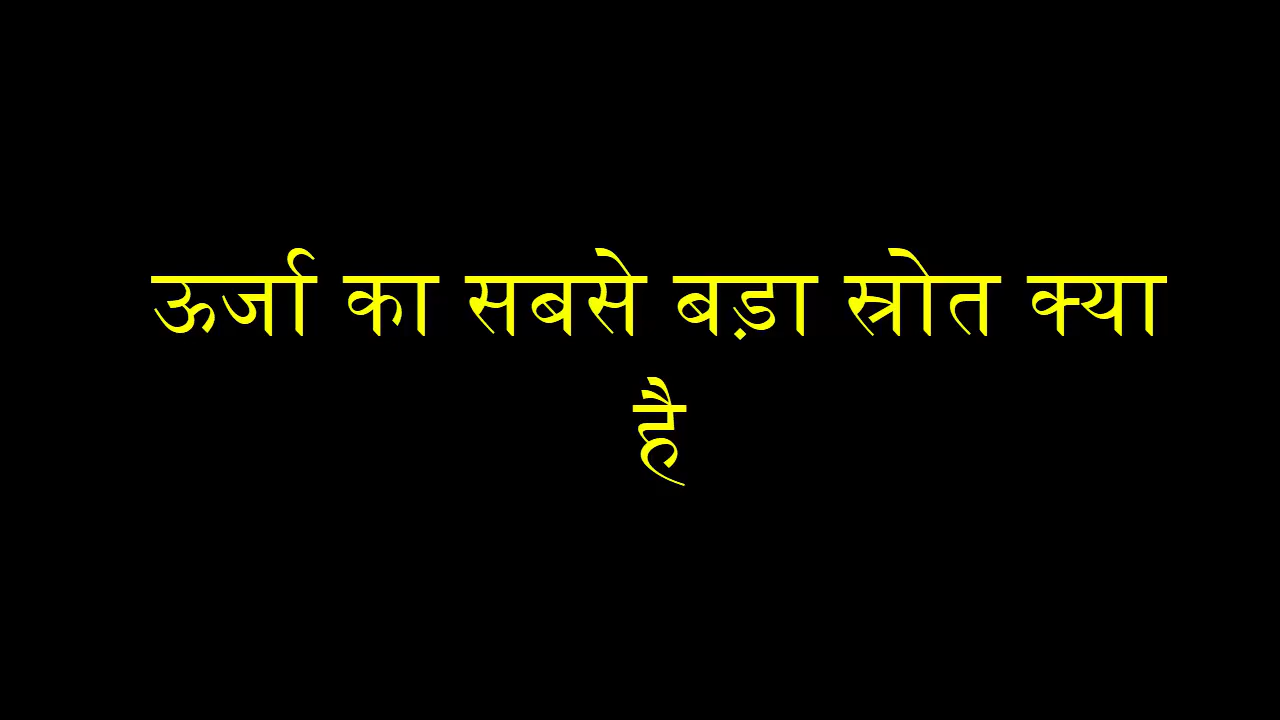 ऊर्जा का सबसे बड़ा स्रोत क्या
है